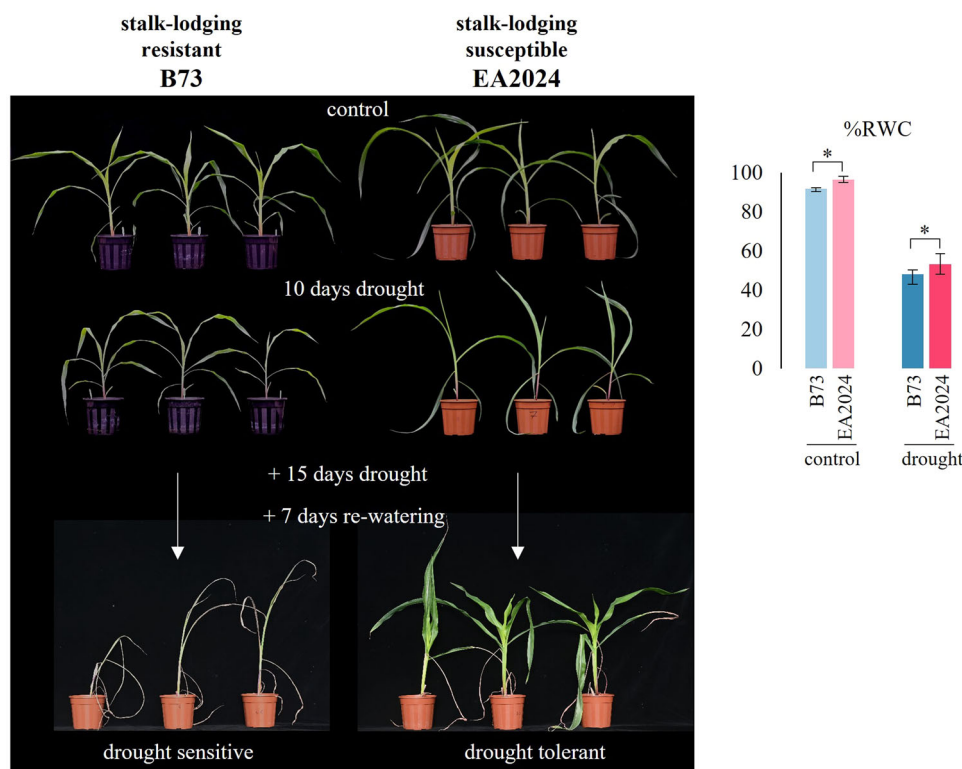 stalk-lodging
resistant
B73
stalk-lodging
susceptible
EA2024
control
10 days drought
+ 15 days drought
+ 7 days re-watering
drought sensitive
drought tolerant
%RWC
*
*
100
80
60
40
20
0
B73
EA2024
B73
EA2024
control
drought